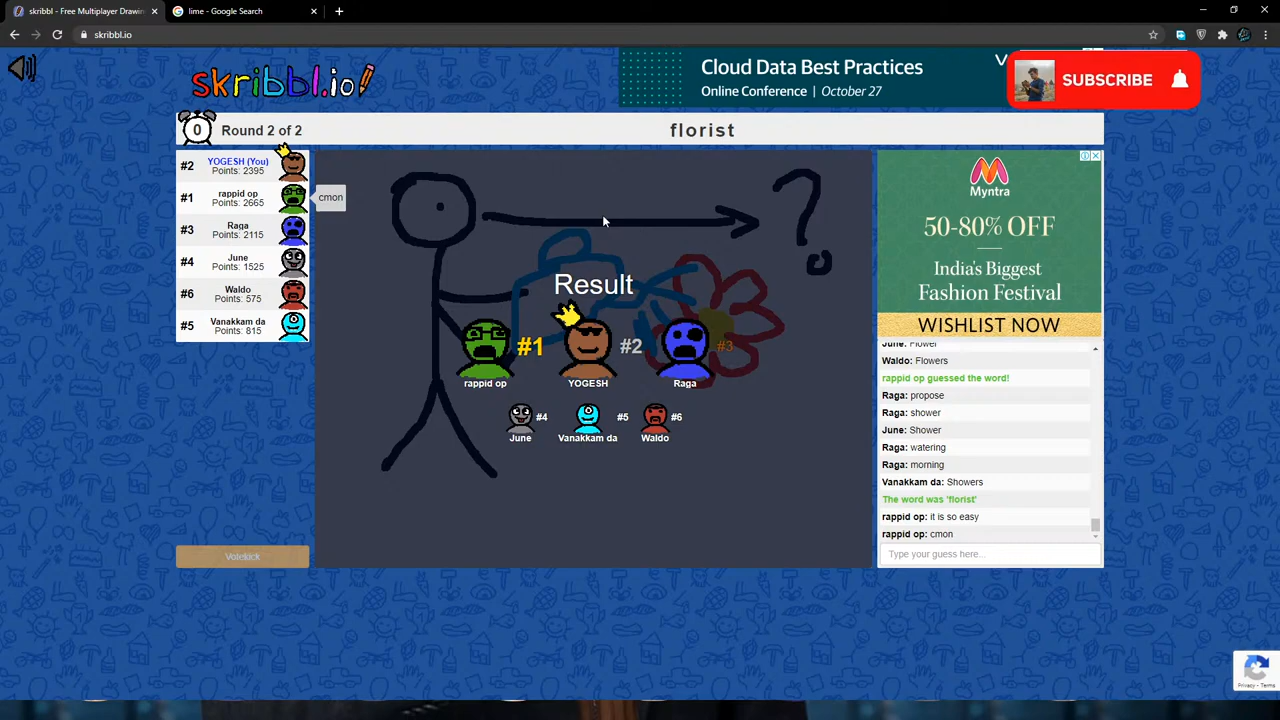 skribbl - Free Multiplayer Drawin
lime - Google Search
skribbl.io
skribbl.io
Cloud Data Best Practices
Online Conference | October 27
SUBSCRIBE
0
Round 2 of 2
florist
#2
YOGESH (You)
Points: 2395
#1
rappid op
Points: 2665
cmon
#3
Raga
Points: 2115
#4
June
Points: 1525
#6
Waldo
Points: 575
#5
Vanakkam da
Points: 815
Votekick
?
Result
#1
#2
#3
rappid op
YOGESH
Raga
#4
#5
#6
June
Vanakkam da
Waldo
Myntra
50-80% OFF
India's Biggest
Fashion Festival
WISHLIST NOW
June: Flower
Waldo: Flowers
rappid op guessed the word!
Raga: propose
Raga: shower
June: Shower
Raga: watering
Raga: morning
Vanakkam da: Showers
The word was 'florist'
rappid op: it is so easy
rappid op: cmon
Type your guess here...
Privacy - Terms